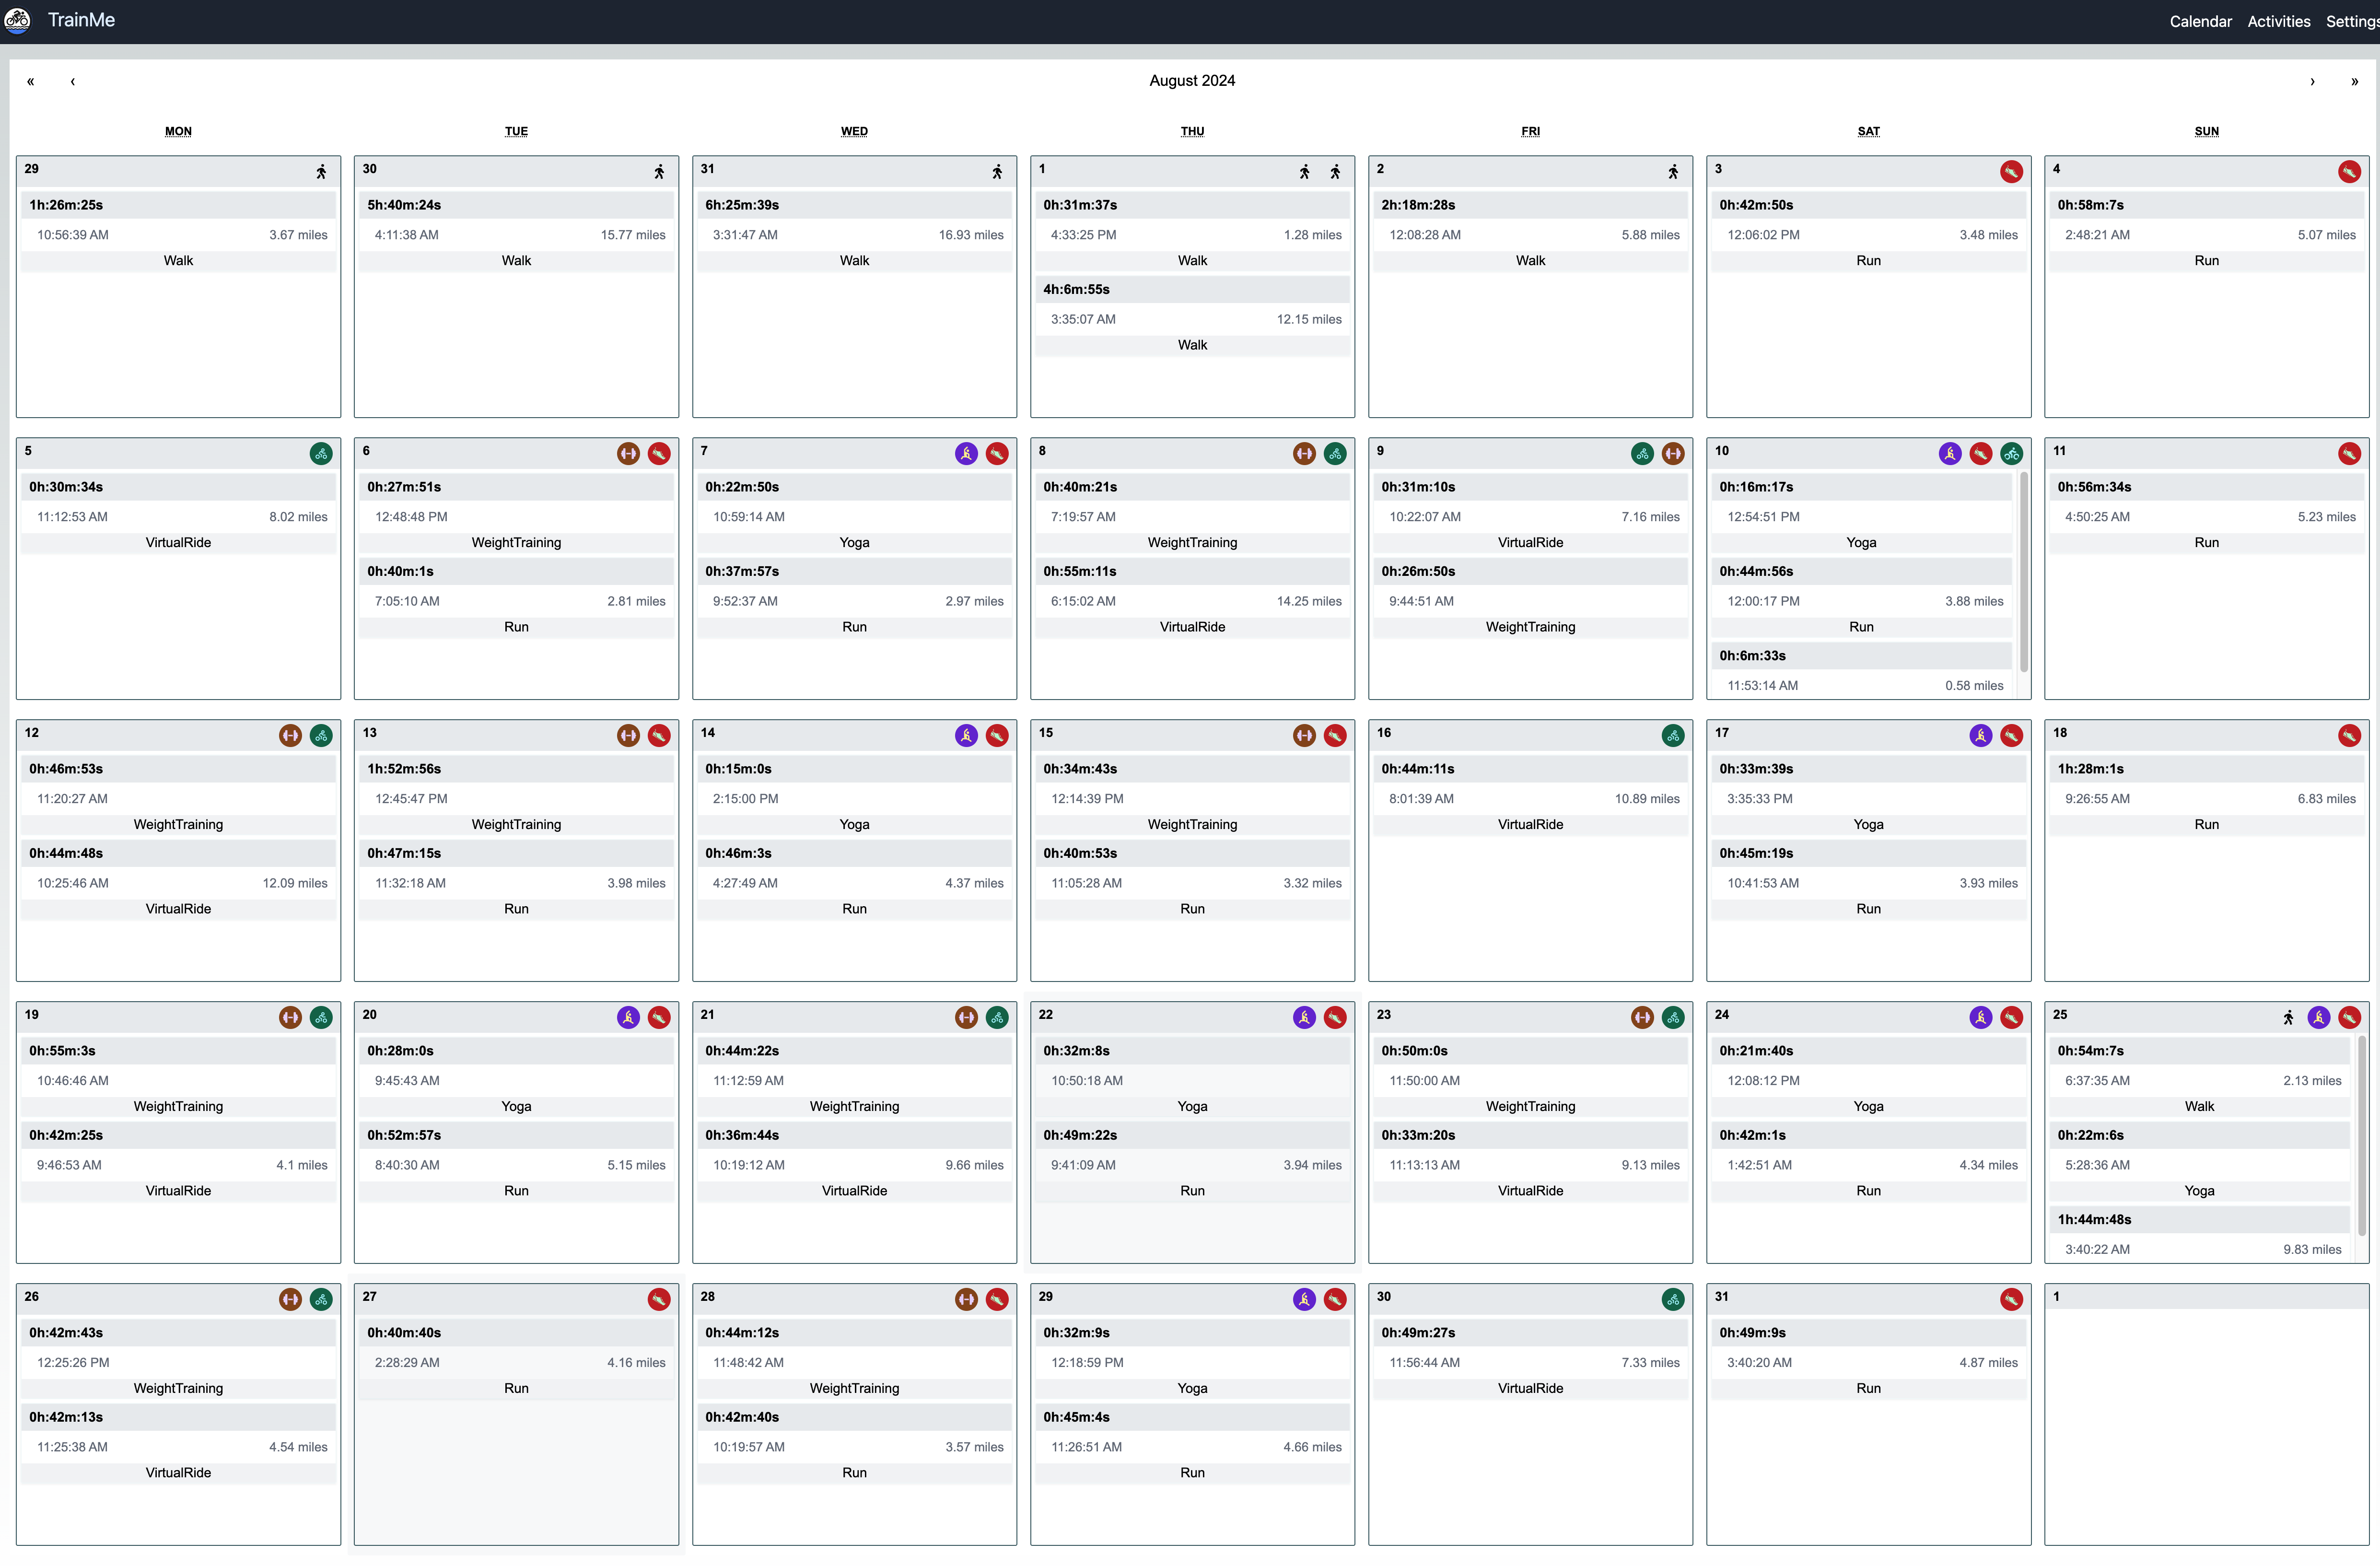 TrainMe
Calendar Activities Settings
« ‹ August 2024 › »
MON TUE WED THU FRI SAT SUN
29
1h:26m:25s
10:56:39 AM 3.67 miles
Walk
30
5h:40m:24s
4:11:38 AM 15.77 miles
Walk
31
6h:25m:39s
3:31:47 AM 16.93 miles
Walk
1
0h:31m:37s
4:33:25 PM 1.28 miles
Walk
4h:6m:55s
3:35:07 AM 12.15 miles
Walk
2
2h:18m:28s
12:08:28 AM 5.88 miles
Walk
3
0h:42m:50s
12:06:02 PM 3.48 miles
Run
4
0h:58m:7s
2:48:21 AM 5.07 miles
Run
5
0h:30m:34s
11:12:53 AM 8.02 miles
VirtualRide
6
0h:27m:51s
12:48:48 PM
WeightTraining
0h:40m:1s
7:05:10 AM 2.81 miles
Run
7
0h:22m:50s
10:59:14 AM
Yoga
0h:37m:57s
9:52:37 AM 2.97 miles
Run
8
0h:40m:21s
7:19:57 AM
WeightTraining
0h:55m:11s
6:15:02 AM 14.25 miles
VirtualRide
9
0h:31m:10s
10:22:07 AM 7.16 miles
VirtualRide
0h:26m:50s
9:44:51 AM
WeightTraining
10
0h:16m:17s
12:54:51 PM
Yoga
0h:44m:56s
12:00:17 PM 3.88 miles
Run
0h:6m:33s
11:53:14 AM 0.58 miles
11
0h:56m:34s
4:50:25 AM 5.23 miles
Run
12
0h:46m:53s
11:20:27 AM
WeightTraining
0h:44m:48s
10:25:46 AM 12.09 miles
VirtualRide
13
1h:52m:56s
12:45:47 PM
WeightTraining
0h:47m:15s
11:32:18 AM 3.98 miles
Run
14
0h:15m:0s
2:15:00 PM
Yoga
0h:46m:3s
4:27:49 AM 4.37 miles
Run
15
0h:34m:43s
12:14:39 PM
WeightTraining
0h:40m:53s
11:05:28 AM 3.32 miles
Run
16
0h:44m:11s
8:01:39 AM 10.89 miles
VirtualRide
17
0h:33m:39s
3:35:33 PM
Yoga
0h:45m:19s
10:41:53 AM 3.93 miles
Run
18
1h:28m:1s
9:26:55 AM 6.83 miles
Run
19
0h:55m:3s
10:46:46 AM
WeightTraining
0h:42m:25s
9:46:53 AM 4.1 miles
VirtualRide
20
0h:28m:0s
9:45:43 AM
Yoga
0h:52m:57s
8:40:30 AM 5.15 miles
Run
21
0h:44m:22s
11:12:59 AM
WeightTraining
0h:36m:44s
10:19:12 AM 9.66 miles
VirtualRide
22
0h:32m:8s
10:50:18 AM
Yoga
0h:49m:22s
9:41:09 AM 3.94 miles
Run
23
0h:50m:0s
11:50:00 AM
WeightTraining
0h:33m:20s
11:13:13 AM 9.13 miles
VirtualRide
24
0h:21m:40s
12:08:12 PM
Yoga
0h:42m:1s
1:42:51 AM 4.34 miles
Run
25
0h:54m:7s
6:37:35 AM 2.13 miles
Walk
0h:22m:6s
5:28:36 AM
Yoga
1h:44m:48s
3:40:22 AM 9.83 miles
26
0h:42m:43s
12:25:26 PM
WeightTraining
0h:42m:13s
11:25:38 AM 4.54 miles
VirtualRide
27
0h:40m:40s
2:28:29 AM 4.16 miles
Run
28
0h:44m:12s
11:48:42 AM
WeightTraining
0h:42m:40s
10:19:57 AM 3.57 miles
Run
29
0h:32m:9s
12:18:59 PM
Yoga
0h:45m:4s
11:26:51 AM 4.66 miles
Run
30
0h:49m:27s
11:56:44 AM 7.33 miles
VirtualRide
31
0h:49m:9s
3:40:20 AM 4.87 miles
Run
1